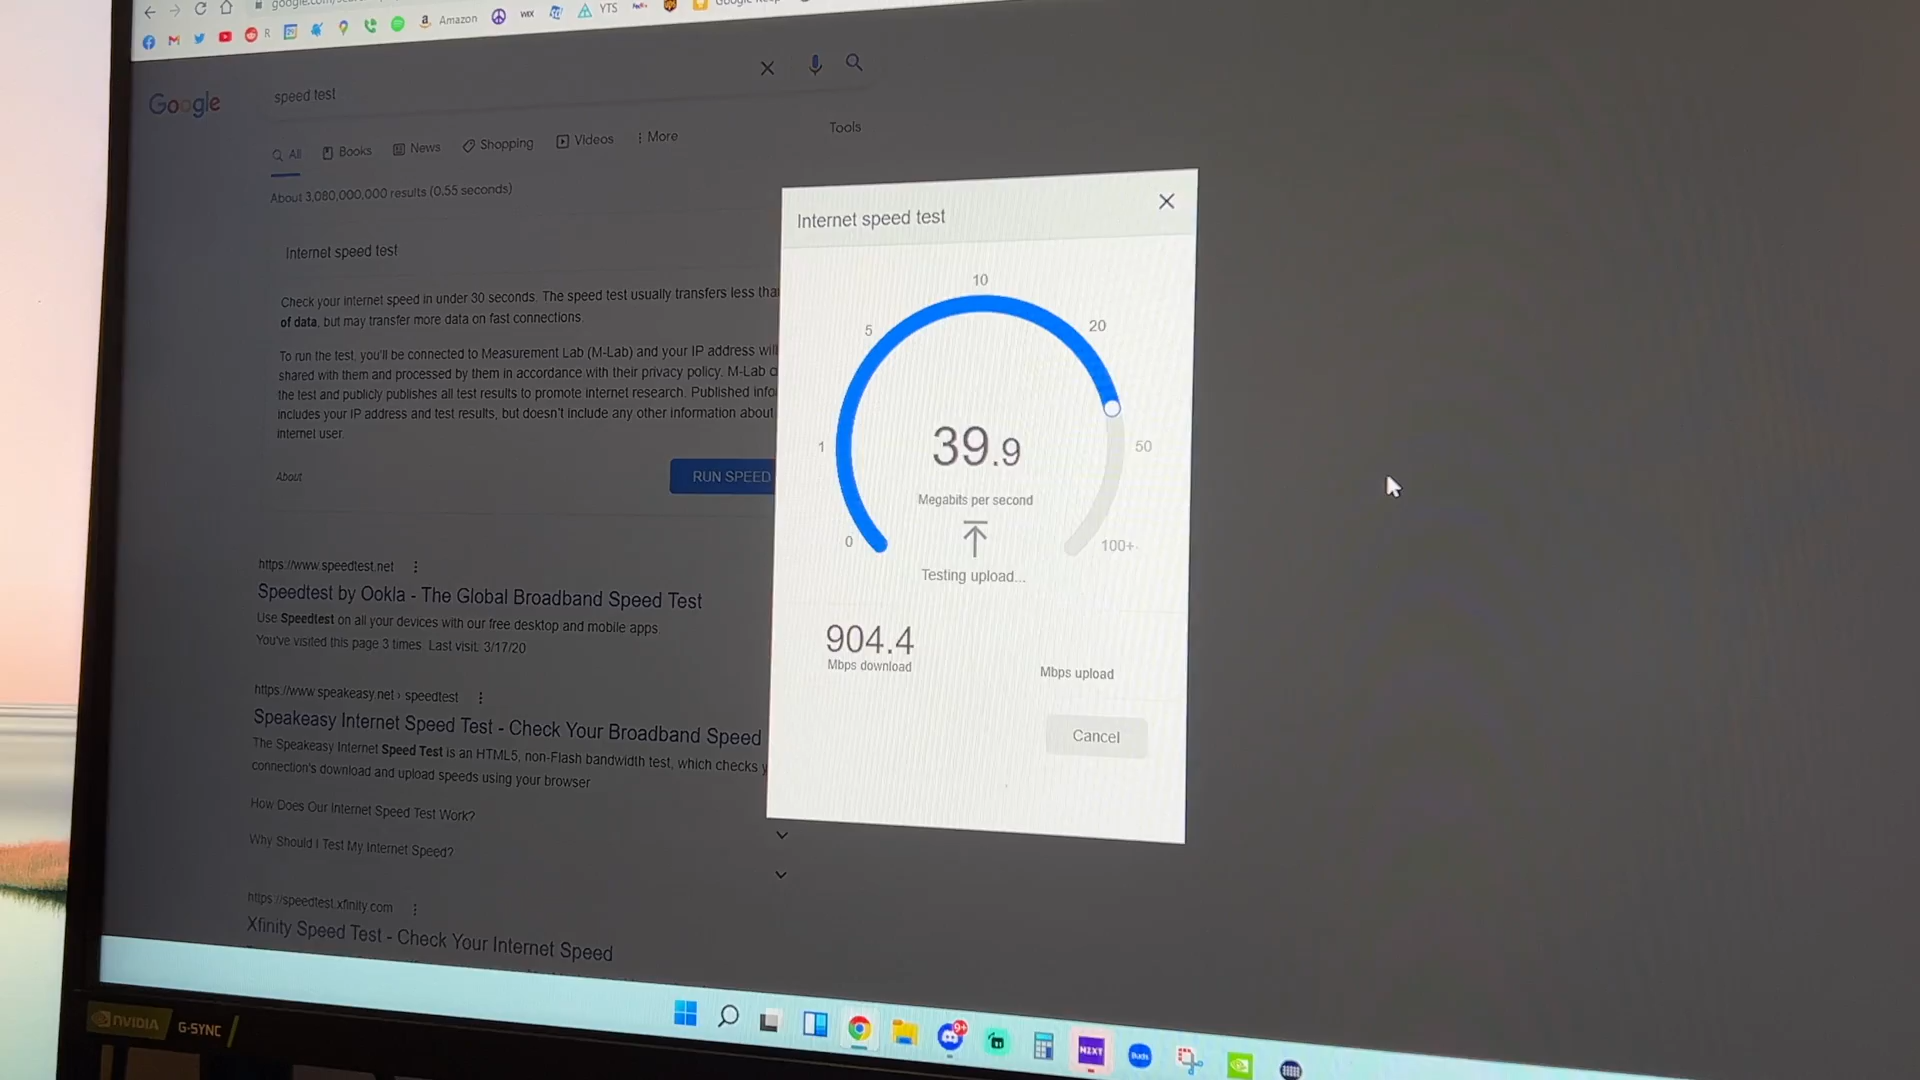 R
Amazon
WIX
YTS
FedEx
Google
speed test
All
Books
News
Shopping
Videos
More
Tools
About 3,080,000,000 results (0.55 seconds)
Internet speed test
Check your internet speed in under 30 seconds. The speed test usually transfers less
of data, but may transfer more data on fast connections.
To run the test, you'll be connected to Measurement Lab (M-Lab) and your IP address
shared with them and processed by them in accordance with their privacy policy. M-Lab
the test and publicly publishes all test results to promote internet research. Published
includes your IP address and test results, but doesn't include any other information about
internet user.
About
RUN SPEED
https://www.speedtest.net
Speedtest by Ookla - The Global Broadband Speed Test
Use Speedtest on all your devices with our free desktop and mobile apps
You've visited this page 3 times. Last visit: 3/17/20
https://www.speakeasy.net › speedtest
Speakeasy Internet Speed Test - Check Your Broadband Speed
The Speakeasy Internet Speed Test is an HTML5, non-Flash bandwidth test, which checks
connection's download and upload speeds using your browser
How Does Our Internet Speed Test Work?
Why Should I Test My Internet Speed?
https://speedtest.xfinity.com
Xfinity Speed Test - Check Your Internet Speed
Internet speed test
0
1
5
10
20
50
100+
39.9
Megabits per second
Testing upload...
904.4
Mbps download
Mbps upload
Cancel
9+
NZXT
Buds
NVIDIA G-SYNC